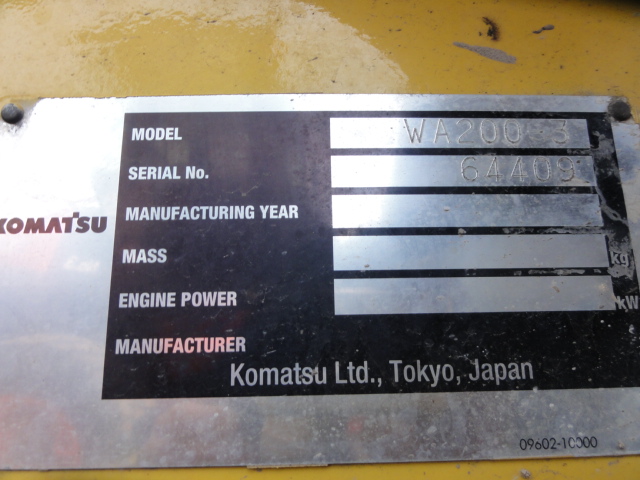 MODEL WA200-3
SERIAL No. 64409
KOMATSU
MANUFACTURING YEAR
MASS kg
ENGINE POWER kW
MANUFACTURER
Komatsu Ltd., Tokyo, Japan
09602-10000